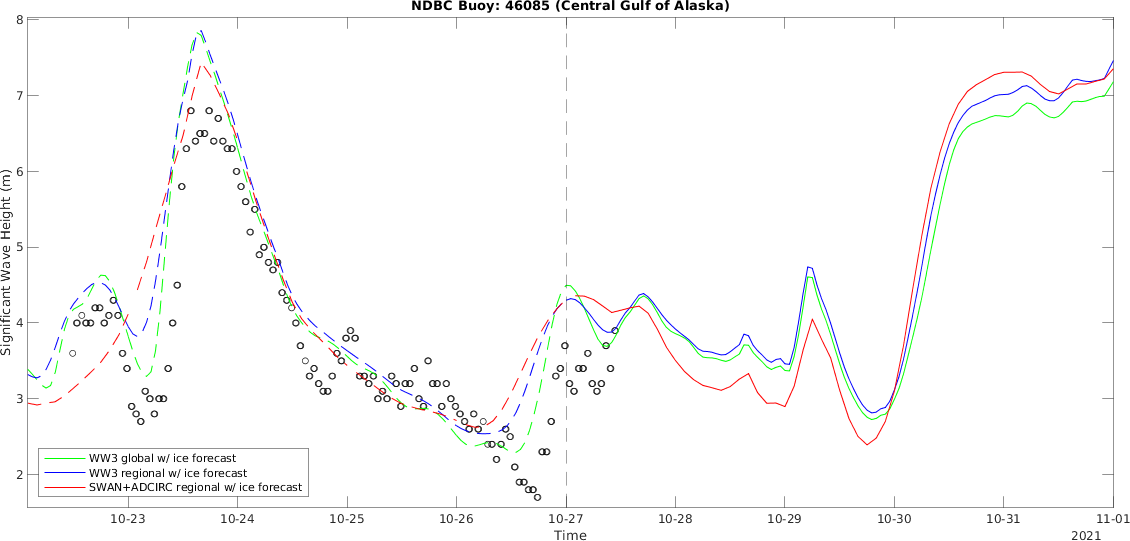 NDBC Buoy: 46085 (Central Gulf of Alaska)
8
7
6
5
4
3
2
Significant Wave Height (m)
WW3 global w/ ice forecast
WW3 regional w/ ice forecast
SWAN+ADCIRC regional w/ ice forecast
10-23 10-24 10-25 10-26 10-27 10-28 10-29 10-30 10-31 11-01
Time
2021